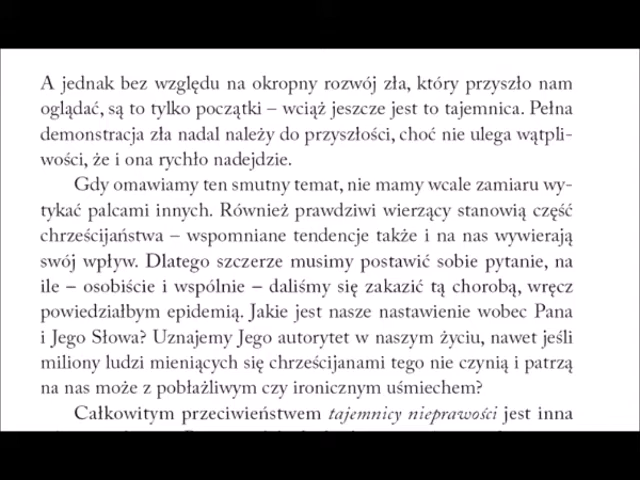 A jednak bez względu na okropny rozwój zła, który przyszło nam
oglądać, są to tylko początki – wciąż jeszcze jest to tajemnica. Pełna
demonstracja zła nadal należy do przyszłości, choć nie ulega wątpli-
wości, że i ona rychło nadejdzie.
Gdy omawiamy ten smutny temat, nie mamy wcale zamiaru wy-
tykać palcami innych. Również prawdziwi wierzący stanowią część
chrześcijaństwa – wspomniane tendencje także i na nas wywierają
swój wpływ. Dlatego szczerze musimy postawić sobie pytanie, na
ile – osobiście i wspólnie – daliśmy się zakazić tą chorobą, wręcz
powiedziałbym epidemią. Jakie jest nasze nastawienie wobec Pana
i Jego Słowa? Uznajemy Jego autorytet w naszym życiu, nawet jeśli
miliony ludzi mieniących się chrześcijanami tego nie czynią i patrzą
na nas może z pobłażliwym czy ironicznym uśmiechem?
Całkowitym przeciwieństwem tajemnicy nieprawości jest inna